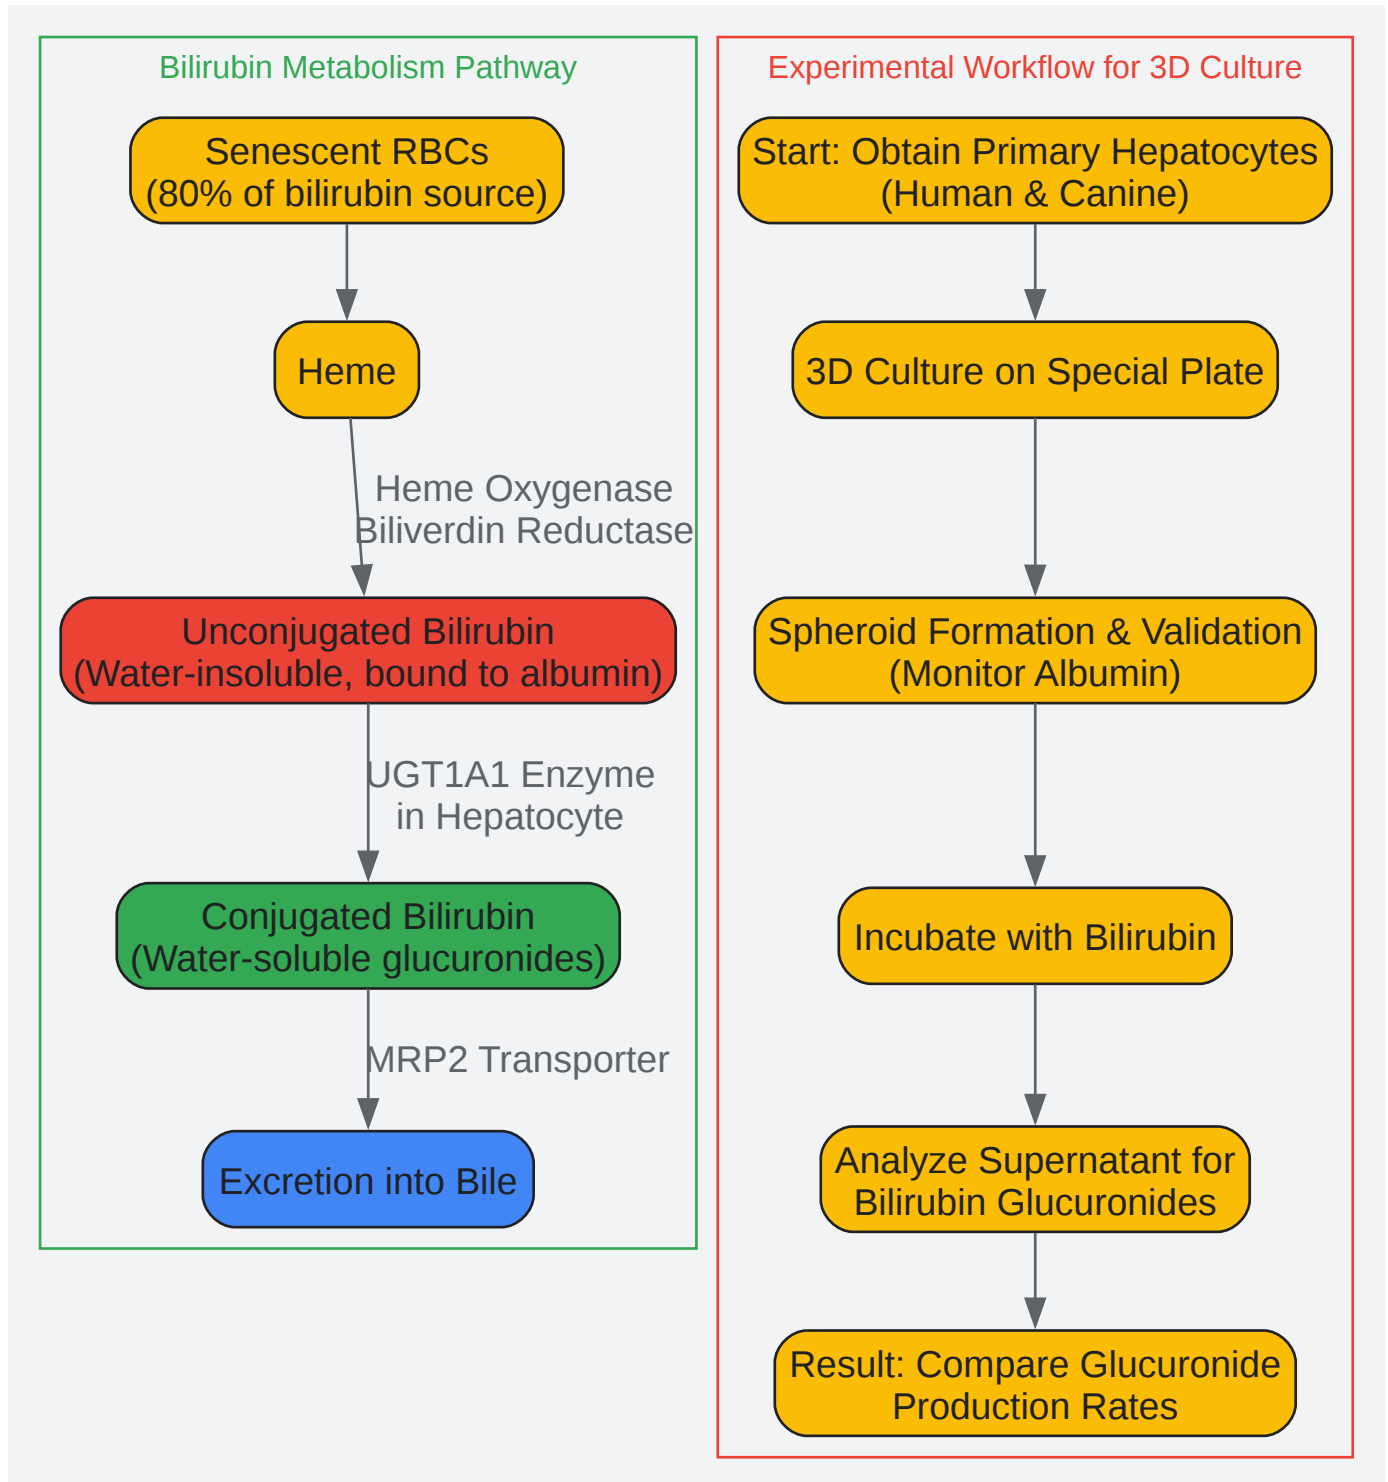 Bilirubin Metabolism Pathway
Senescent RBCs
(80% of bilirubin source)
Heme
Heme Oxygenase
Biliverdin Reductase
Unconjugated Bilirubin
(Water-insoluble, bound to albumin)
UGT1A1 Enzyme
in Hepatocyte
Conjugated Bilirubin
(Water-soluble glucuronides)
MRP2 Transporter
Excretion into Bile
Experimental Workflow for 3D Culture
Start: Obtain Primary Hepatocytes
(Human & Canine)
3D Culture on Special Plate
Spheroid Formation & Validation
(Monitor Albumin)
Incubate with Bilirubin
Analyze Supernatant for
Bilirubin Glucuronides
Result: Compare Glucuronide
Production Rates